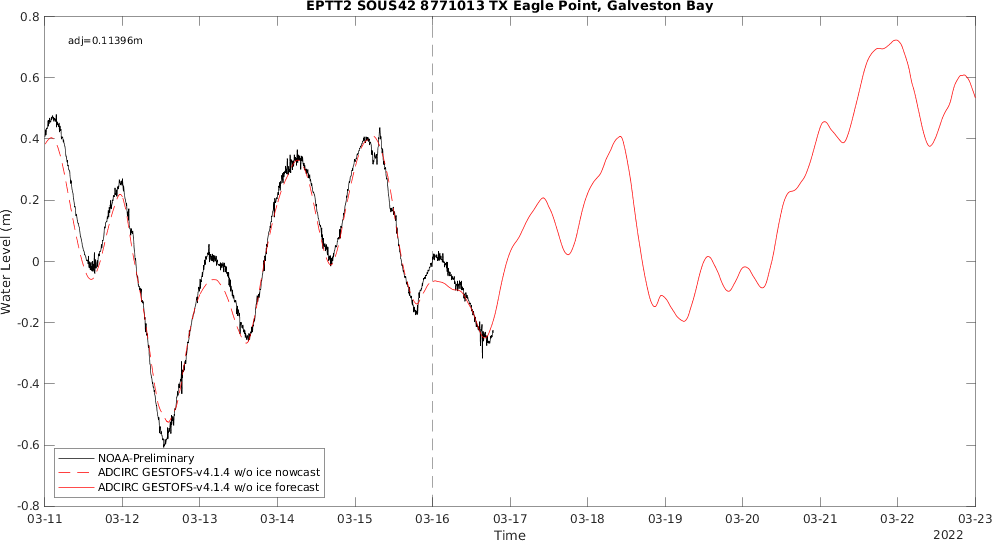 EPTT2 SOUS42 8771013 TX Eagle Point, Galveston Bay
adj=0.11396m
0.8
0.6
0.4
0.2
0
-0.2
-0.4
-0.6
-0.8
Water Level (m)
NOAA-Preliminary
ADCIRC GESTOFS-v4.1.4 w/o ice nowcast
ADCIRC GESTOFS-v4.1.4 w/o ice forecast
03-11 03-12 03-13 03-14 03-15 03-16 03-17 03-18 03-19 03-20 03-21 03-22 03-23
Time
2022